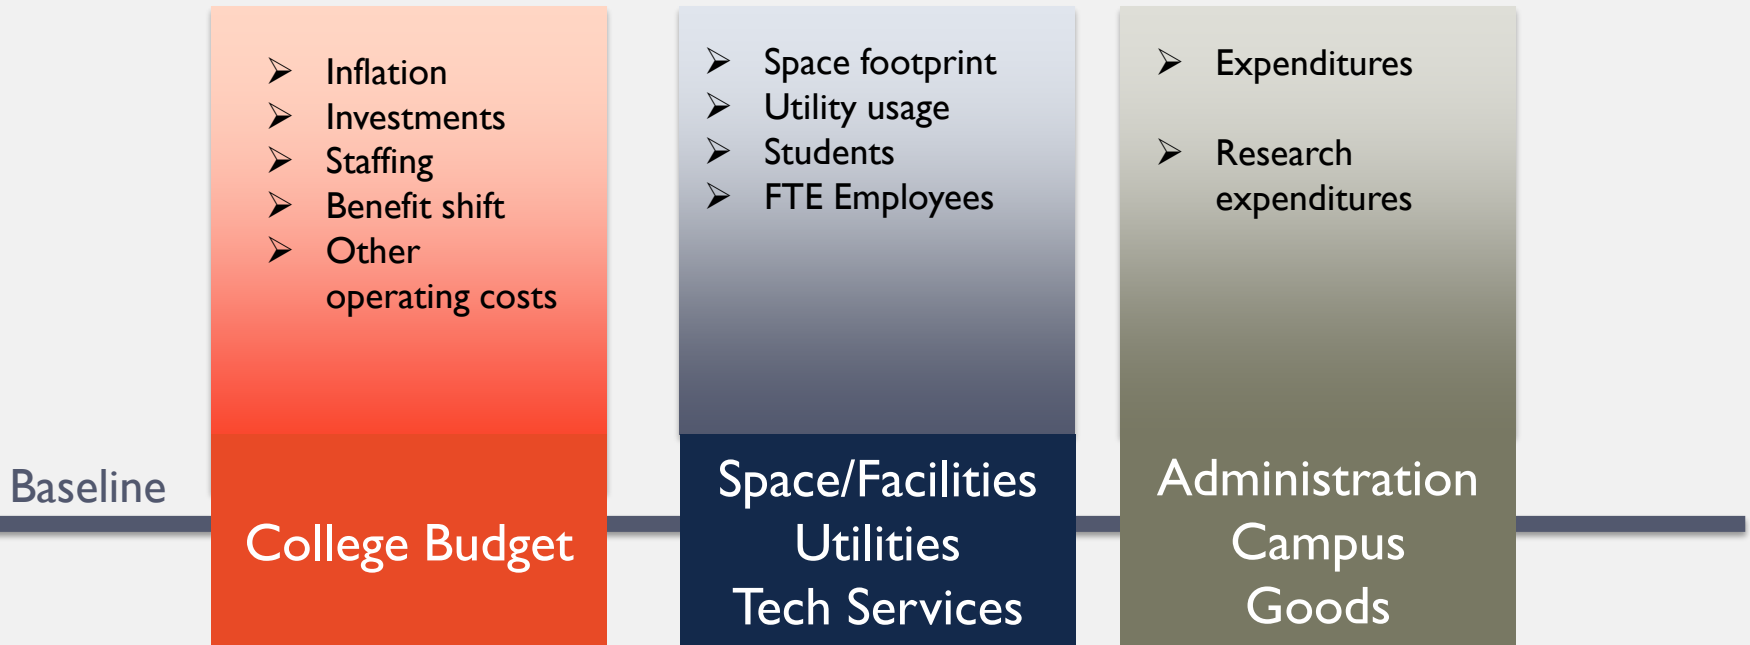 ➢ Inflation
➢ Investments
➢ Staffing
➢ Benefit shift
➢ Other
operating costs
➢ Space footprint
➢ Utility usage
➢ Students
➢ FTE Employees
➢ Expenditures
➢ Research
expenditures
Baseline
College Budget
Space/Facilities
Utilities
Tech Services
Administration
Campus
Goods